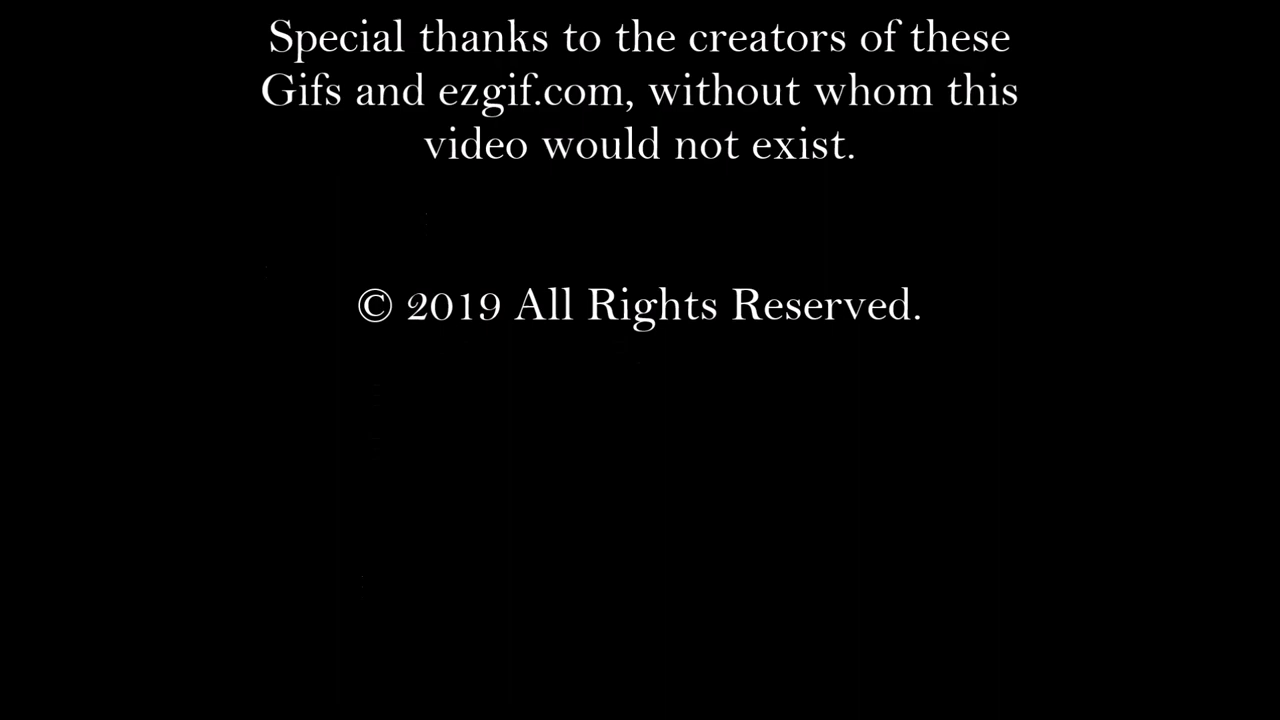 Special thanks to the creators of these
Gifs and ezgif.com, without whom this
video would not exist.
© 2019 All Rights Reserved.